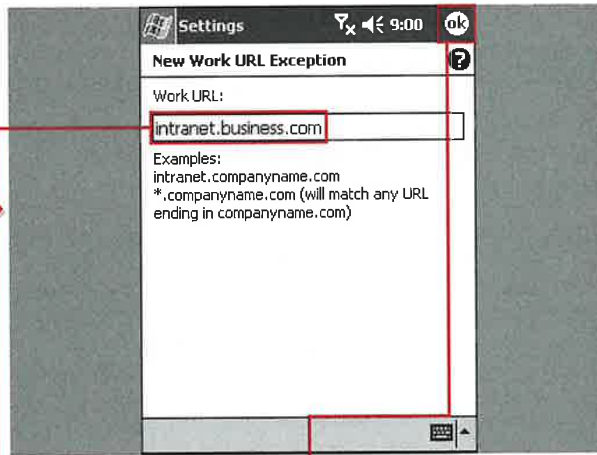 Settings 9:00 ok
New Work URL Exception ?
Work URL:
intranet.business.com
Examples:
intranet.companyname.com
*.companyname.com (will match any URL
ending in companyname.com)